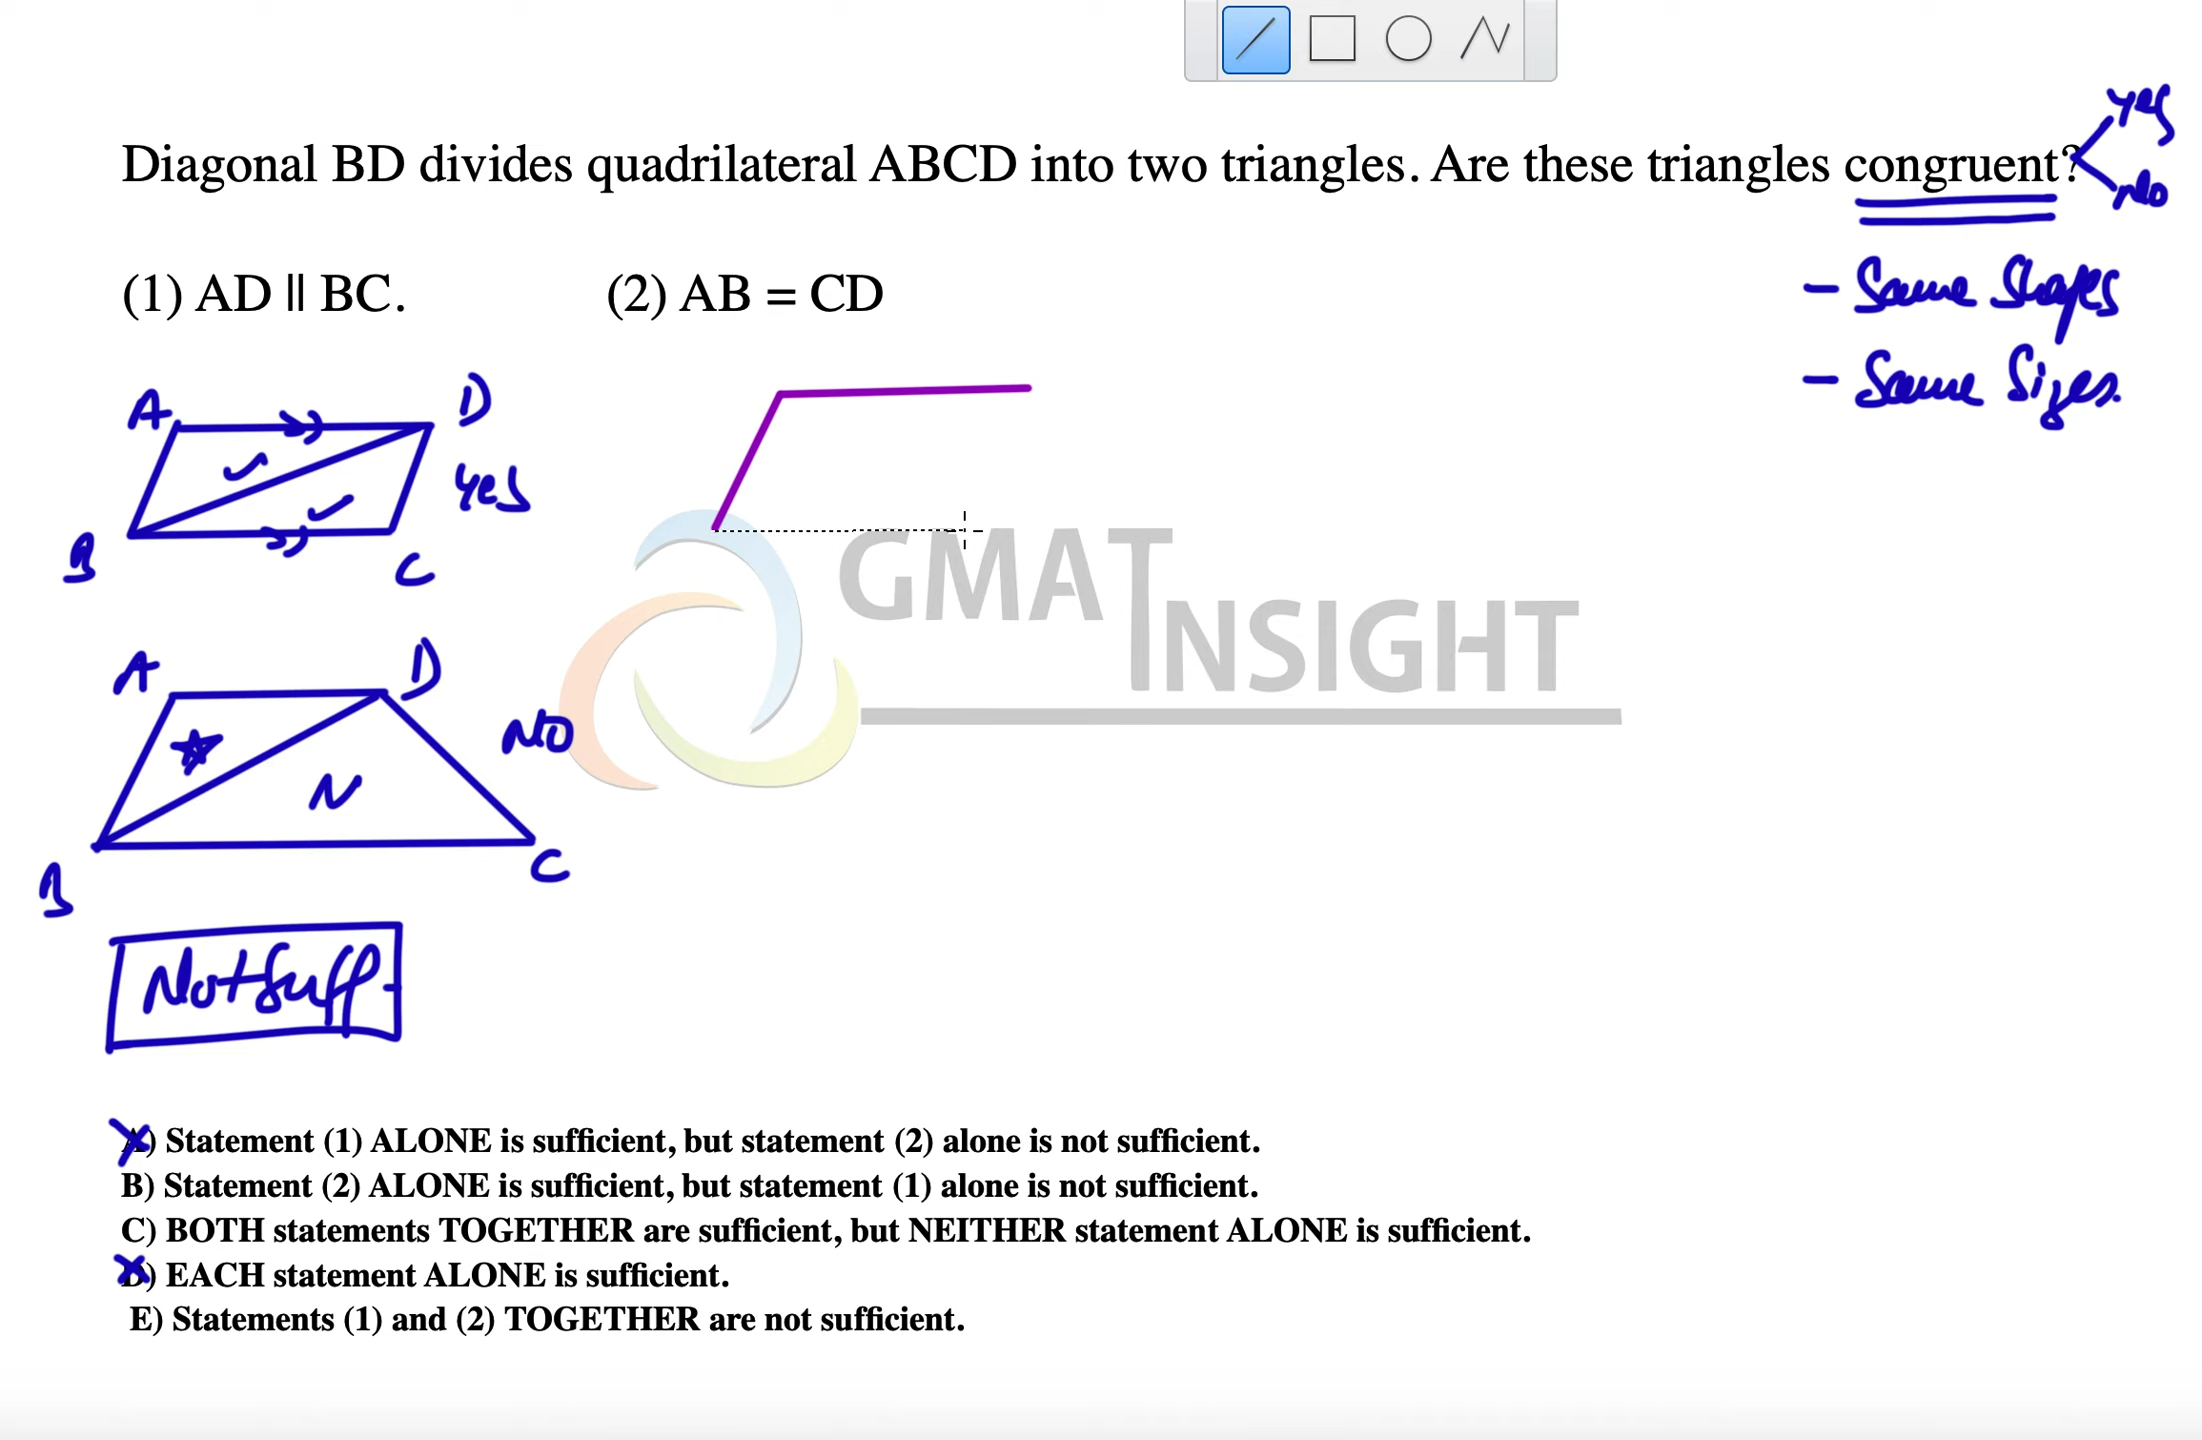 Diagonal BD divides quadrilateral ABCD into two triangles. Are these triangles congruent?
yes
No
(1) AD || BC.
(2) AB = CD
- Same Shapes
- Same Sizes.
A
D
yes
B
C
GMAT INSIGHT
A
D
No
N
B
C
Not Suff.
A) Statement (1) ALONE is sufficient, but statement (2) alone is not sufficient.
B) Statement (2) ALONE is sufficient, but statement (1) alone is not sufficient.
C) BOTH statements TOGETHER are sufficient, but NEITHER statement ALONE is sufficient.
D) EACH statement ALONE is sufficient.
E) Statements (1) and (2) TOGETHER are not sufficient.